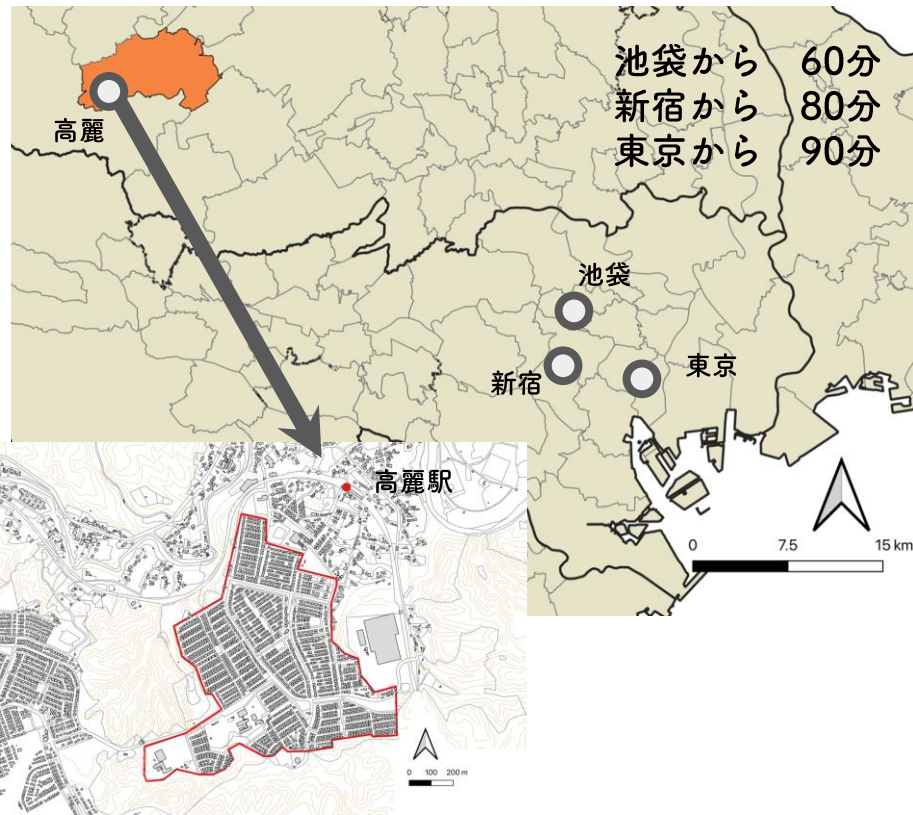 池袋から 60分
新宿から 80分
東京から 90分
高麗
池袋
新宿
東京
高麗駅
0 7.5 15 km
0 100 200 m